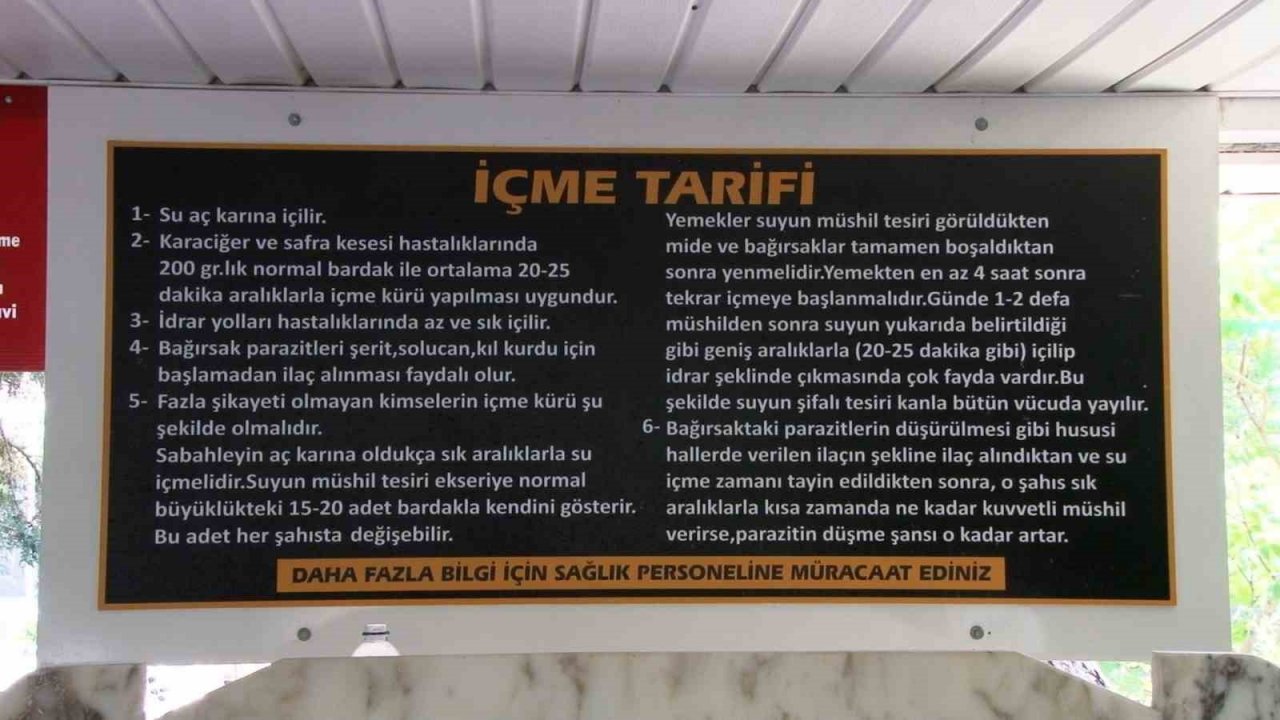 İÇME TARİFİ
1- Su aç karına içilir.
2- Karaciğer ve safra kesesi hastalıklarında
200 gr.lık normal bardak ile ortalama 20-25
dakika aralıklarla içme kürü yapılması uygundur.
3- İdrar yolları hastalıklarında az ve sık içilir.
4- Bağırsak parazitleri şerit,solucan,kıl kurdu için
başlamadan ilaç alınması faydalı olur.
5- Fazla şikayeti olmayan kimselerin içme kürü şu
şekilde olmalıdır.
Sabahleyin aç karına oldukça sık aralıklarla su
içmelidir.Suyun müshil tesiri ekseriye normal
büyüklükteki 15-20 adet bardakla kendini gösterir.
Bu adet her şahısta değişebilir.
Yemekler suyun müshil tesiri görüldükten
mide ve bağırsaklar tamamen boşaldıktan
sonra yenmelidir.Yemekten en az 4 saat sonra
tekrar içmeye başlanmalıdır.Günde 1-2 defa
müshilden sonra suyun yukarıda belirtildiği
gibi geniş aralıklarla (20-25 dakika gibi) içilip
idrar şeklinde çıkmasında çok fayda vardır.Bu
şekilde suyun şifalı tesiri kanla bütün vücuda yayılır.
6- Bağırsaktaki parazitlerin düşürülmesi gibi hususi
hallerde verilen ilaçın şekline ilaç alındıktan ve su
içme zamanı tayin edildikten sonra, o şahıs sık
aralıklarla kısa zamanda ne kadar kuvvetli müshil
verirse,parazitin düşme şansı o kadar artar.
DAHA FAZLA BİLGİ İÇİN SAĞLIK PERSONELİNE MÜRACAAT EDİNİZ